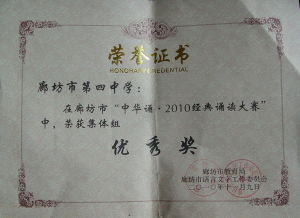 荣誉证书
HONORARY CREDENTIAL
廊坊市第四中学：
在廊坊市“中华诵·2010经典诵读大赛”
中，荣获集体组
优秀奖
廊坊市教育局
廊坊市语言文字工作委员会
二〇一〇年十一月九日